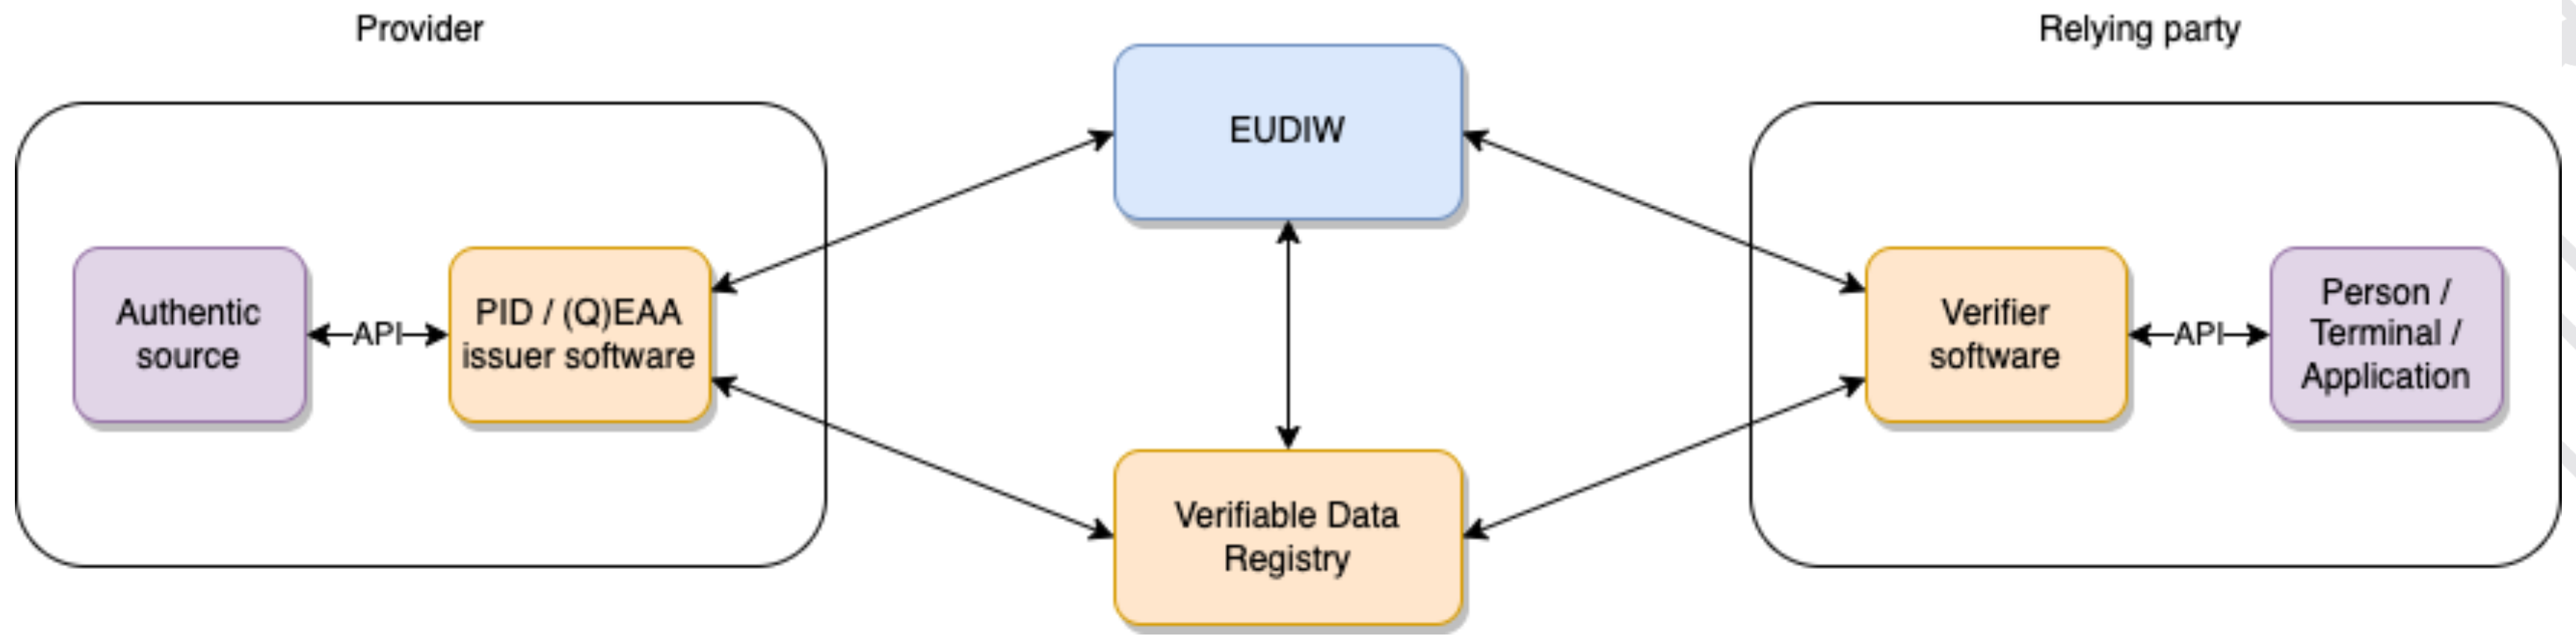 Provider
Relying party
EUDIW
Authentic
source
API
PID / (Q)EAA
issuer software
Verifier
software
API
Person /
Terminal /
Application
Verifiable Data
Registry